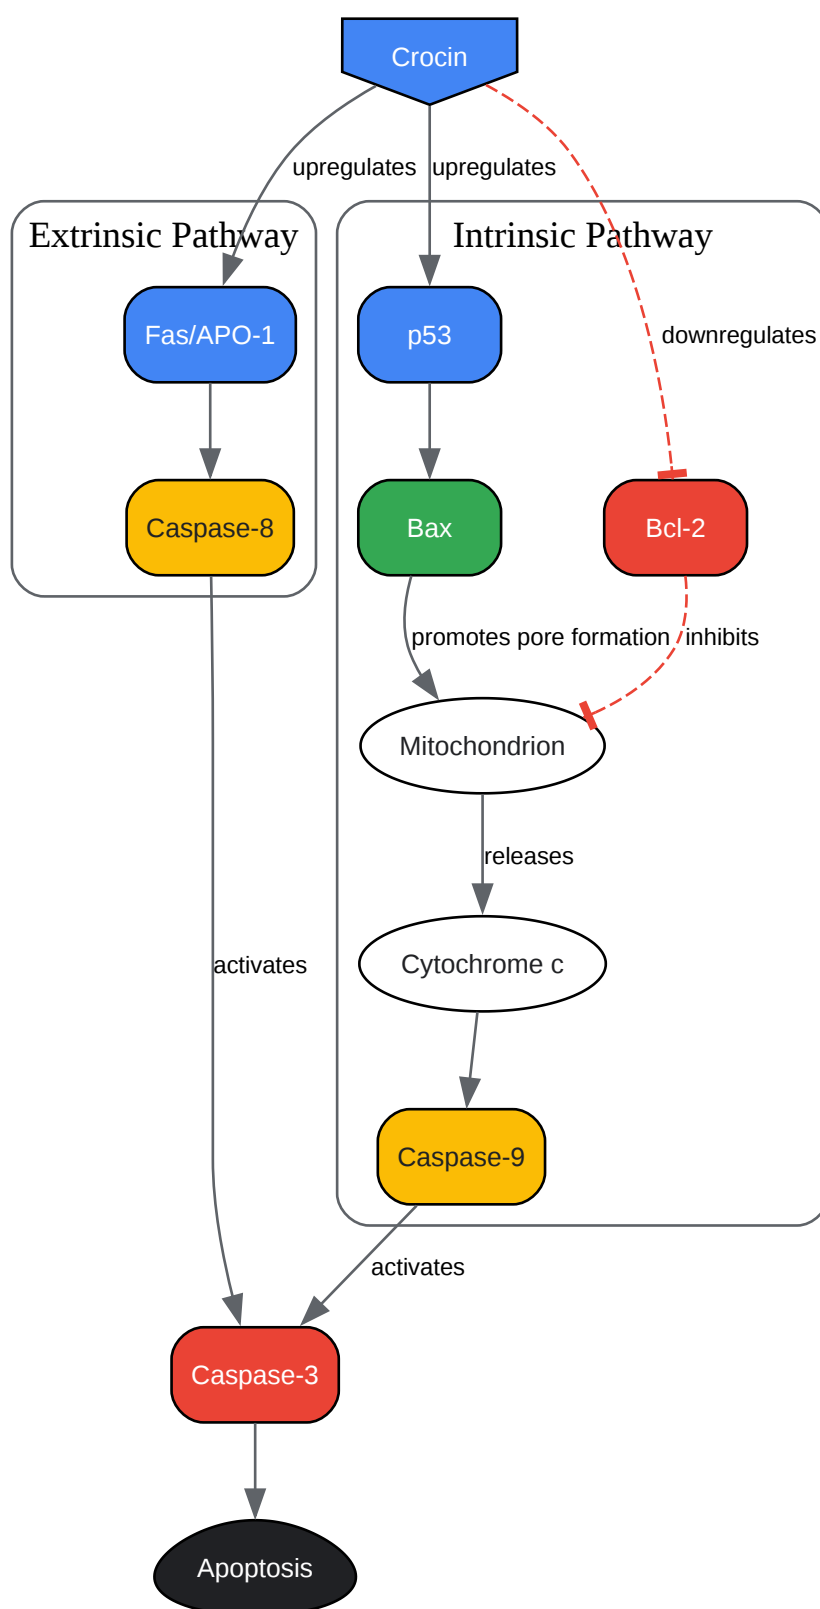 Crocin
upregulates
upregulates
Extrinsic Pathway
Intrinsic Pathway
Fas/APO-1
p53
downregulates
Caspase-8
Bax
Bcl-2
promotes pore formation
inhibits
Mitochondrion
releases
activates
Cytochrome c
Caspase-9
activates
Caspase-3
Apoptosis